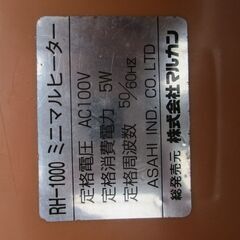 RH-1000 ミニマルヒーター
定格電圧 AC100V
定格消費電力 5W
定格周波数 50/60HZ
ASAHI IND. CO. LTD
総発売元 株式会社マルカン